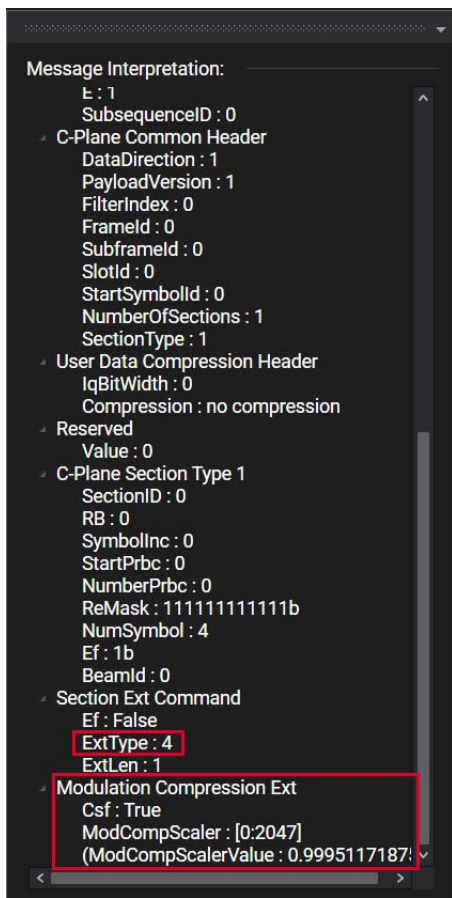 Message Interpretation:
E : 1
SubsequenceID : 0
C-Plane Common Header
DataDirection : 1
PayloadVersion : 1
FilterIndex : 0
FrameId : 0
SubframeId : 0
SlotId : 0
StartSymbolId : 0
NumberOfSections : 1
SectionType : 1
User Data Compression Header
IqBitWidth : 0
Compression : no compression
Reserved
Value : 0
C-Plane Section Type 1
SectionID : 0
RB : 0
SymbolInc : 0
StartPrbc : 0
NumberPrbc : 0
ReMask : 111111111111b
NumSymbol : 4
Ef : 1b
BeamId : 0
Section Ext Command
Ef : False
ExtType : 4
ExtLen : 1
Modulation Compression Ext
Csf : True
ModCompScaler : [0:2047]
(ModCompScalerValue : 0.99951171875